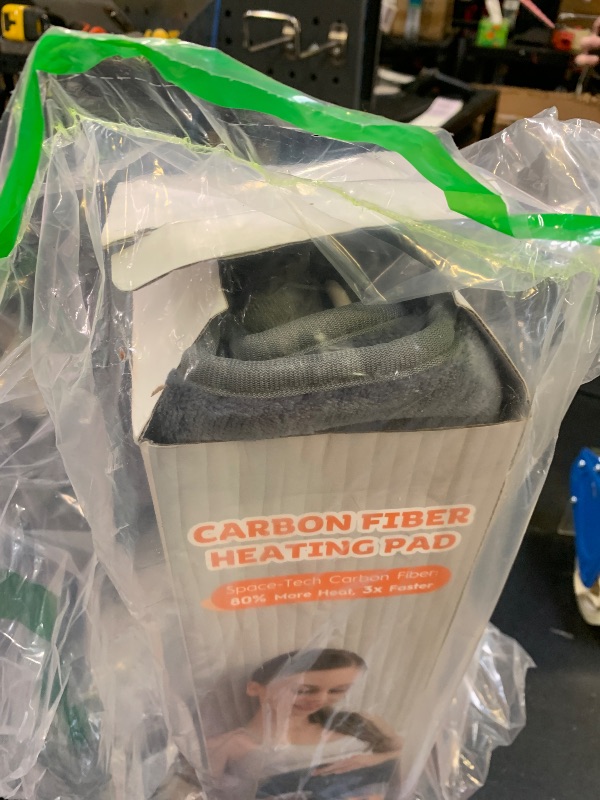 CARBON FIBER
HEATING PAD
Space-Tech Carbon Fiber:
80% More Heat, 3x Faster